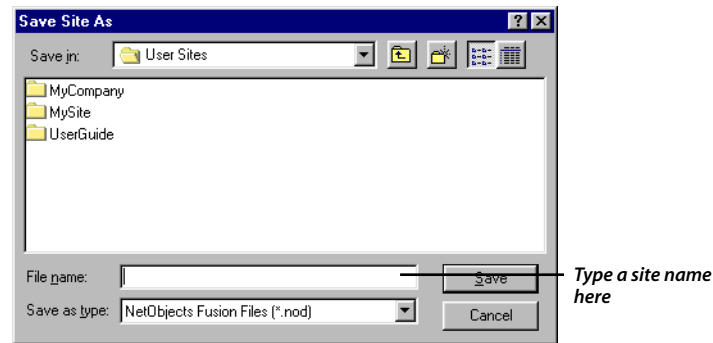 Save Site As
Save in: User Sites
MyCompany
MySite
UserGuide
File name: Save
Type a site name
here
Save as type: NetObjects Fusion Files (*.nod) Cancel